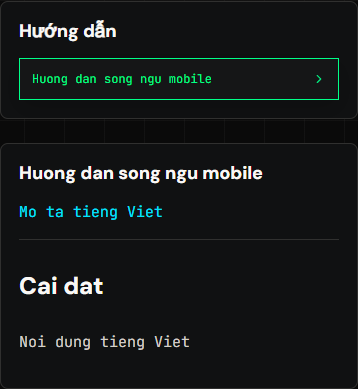 Hướng dẫn
Huong dan song ngu mobile
Huong dan song ngu mobile
Mo ta tieng Viet
Cai dat
Noi dung tieng Viet